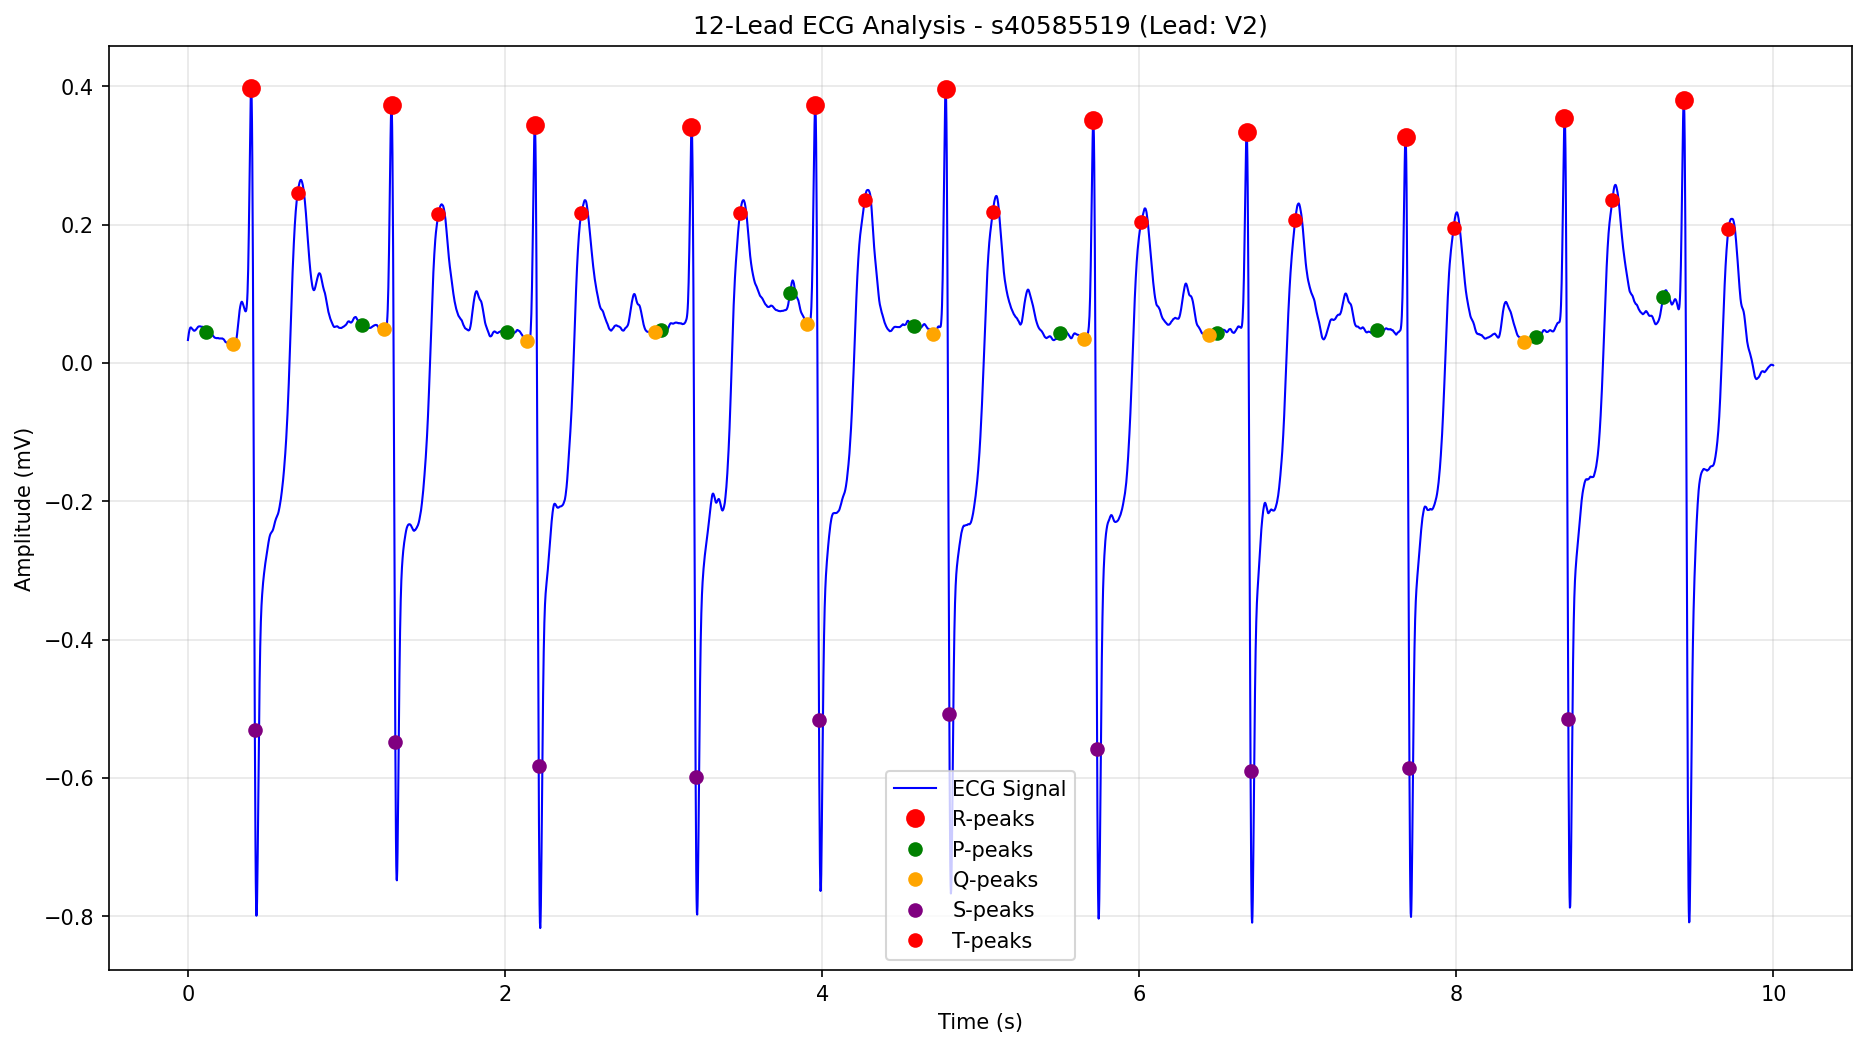 12-Lead ECG Analysis - s40585519 (Lead: V2)
Amplitude (mV)
0.4
0.2
0.0
−0.2
−0.4
−0.6
−0.8
ECG Signal
R-peaks
P-peaks
Q-peaks
S-peaks
T-peaks
0 2 4 6 8 10
Time (s)